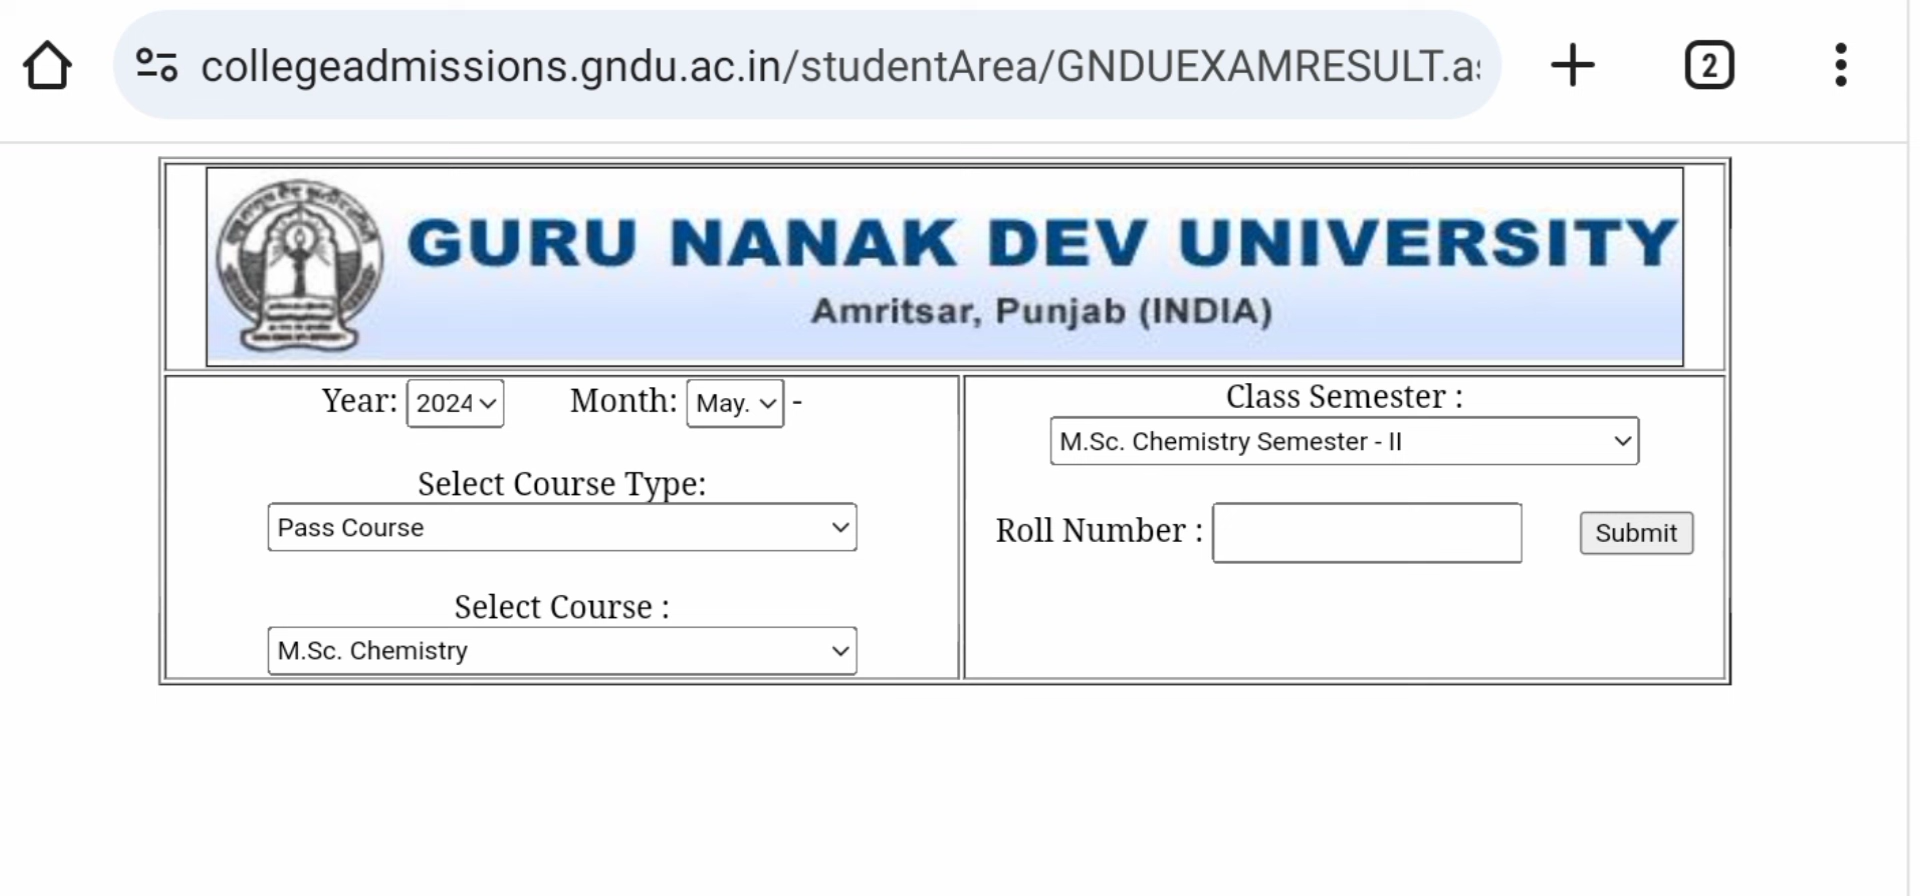 collegeadmissions.gndu.ac.in/studentArea/GNDUEXAMRESULT.as
2
GURU NANAK DEV UNIVERSITY
Amritsar, Punjab (INDIA)
Year: 2024 Month: May. -
Select Course Type:
Pass Course
Select Course :
M.Sc. Chemistry
Class Semester :
M.Sc. Chemistry Semester - II
Roll Number : Submit